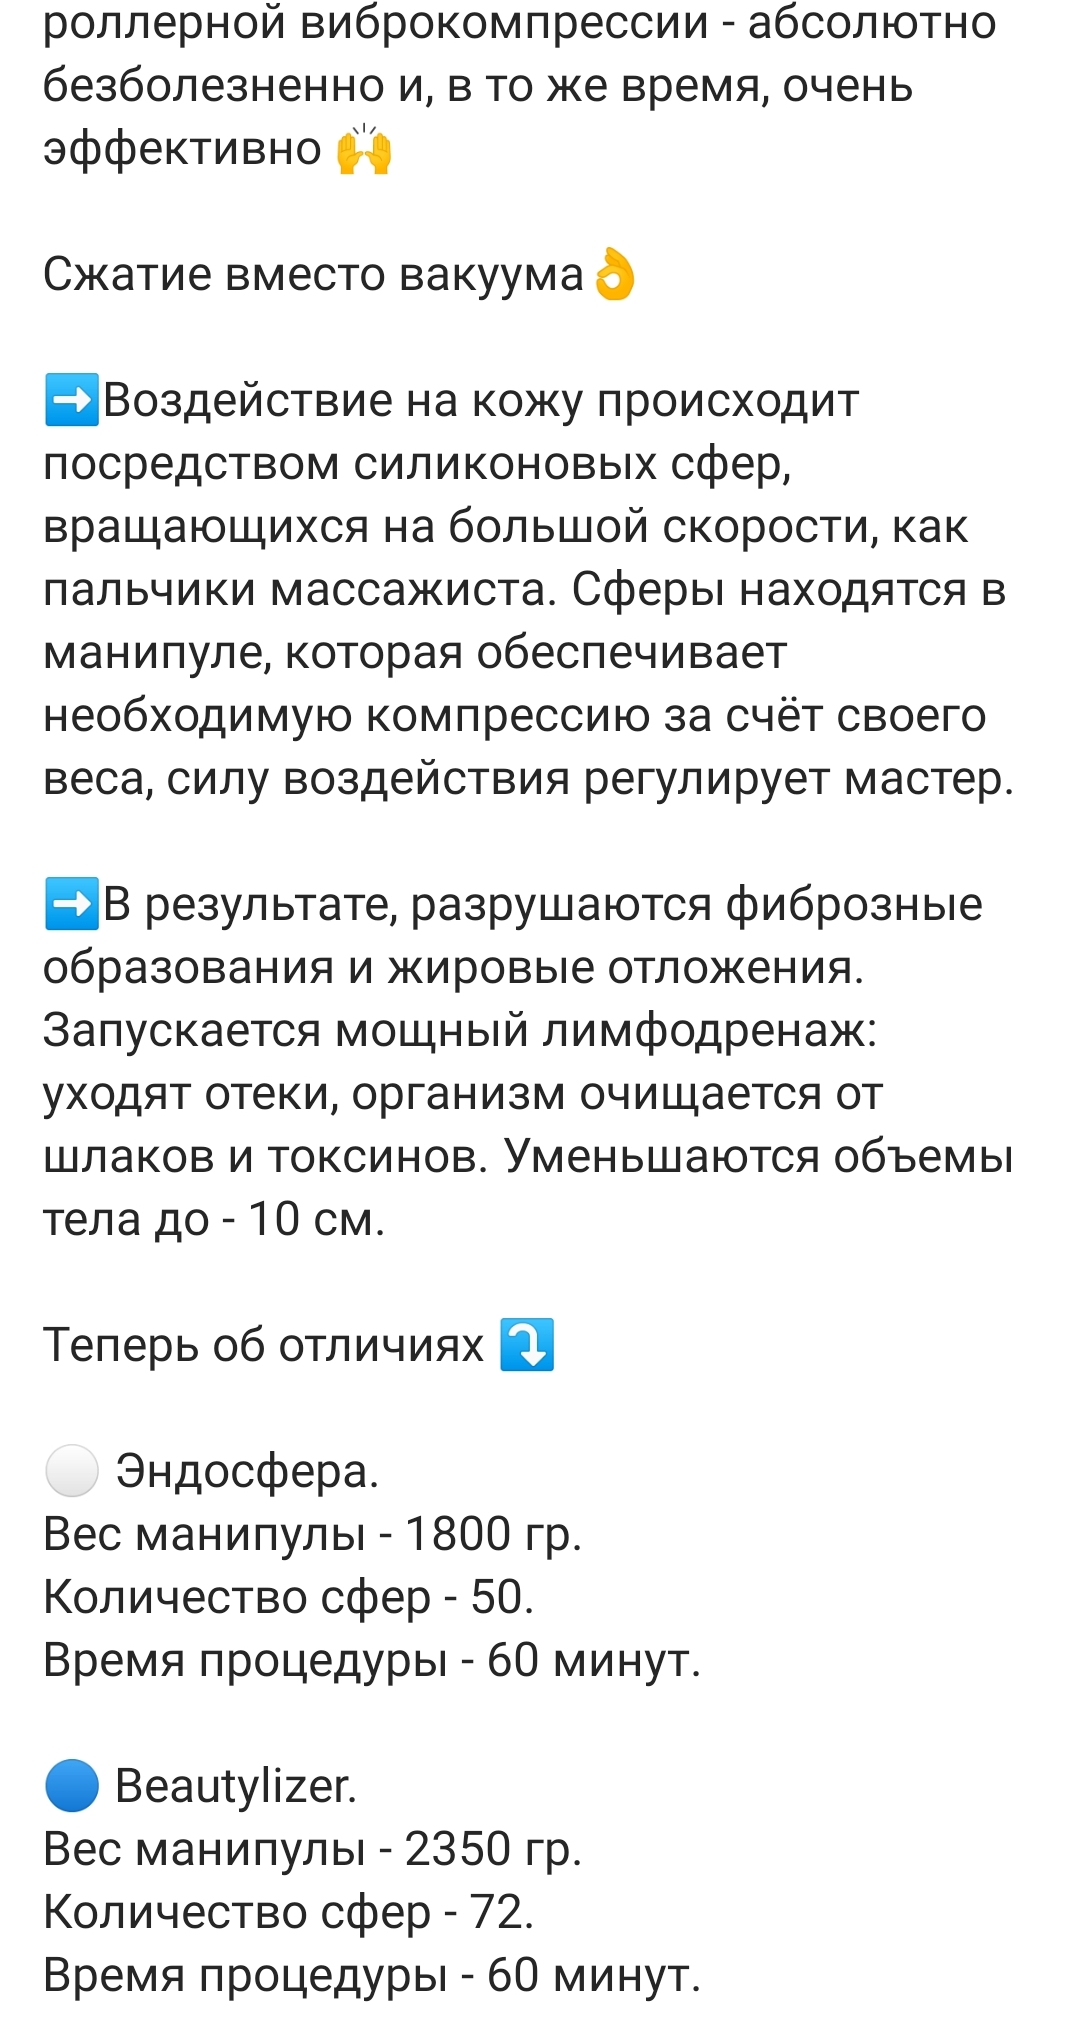 роллерной виброкомпрессии - абсолютно
безболезненно и, в то же время, очень
эффективно 🙌
Сжатие вместо вакуума👌
➡️Воздействие на кожу происходит
посредством силиконовых сфер,
вращающихся на большой скорости, как
пальчики массажиста. Сферы находятся в
манипуле, которая обеспечивает
необходимую компрессию за счёт своего
веса, силу воздействия регулирует мастер.
➡️В результате, разрушаются фиброзные
образования и жировые отложения.
Запускается мощный лимфодренаж:
уходят отеки, организм очищается от
шлаков и токсинов. Уменьшаются объемы
тела до - 10 см.
Теперь об отличиях ⤵️
⚪ Эндосфера.
Вес манипулы - 1800 гр.
Количество сфер - 50.
Время процедуры - 60 минут.
🔵 Beautylizer.
Вес манипулы - 2350 гр.
Количество сфер - 72.
Время процедуры - 60 минут.